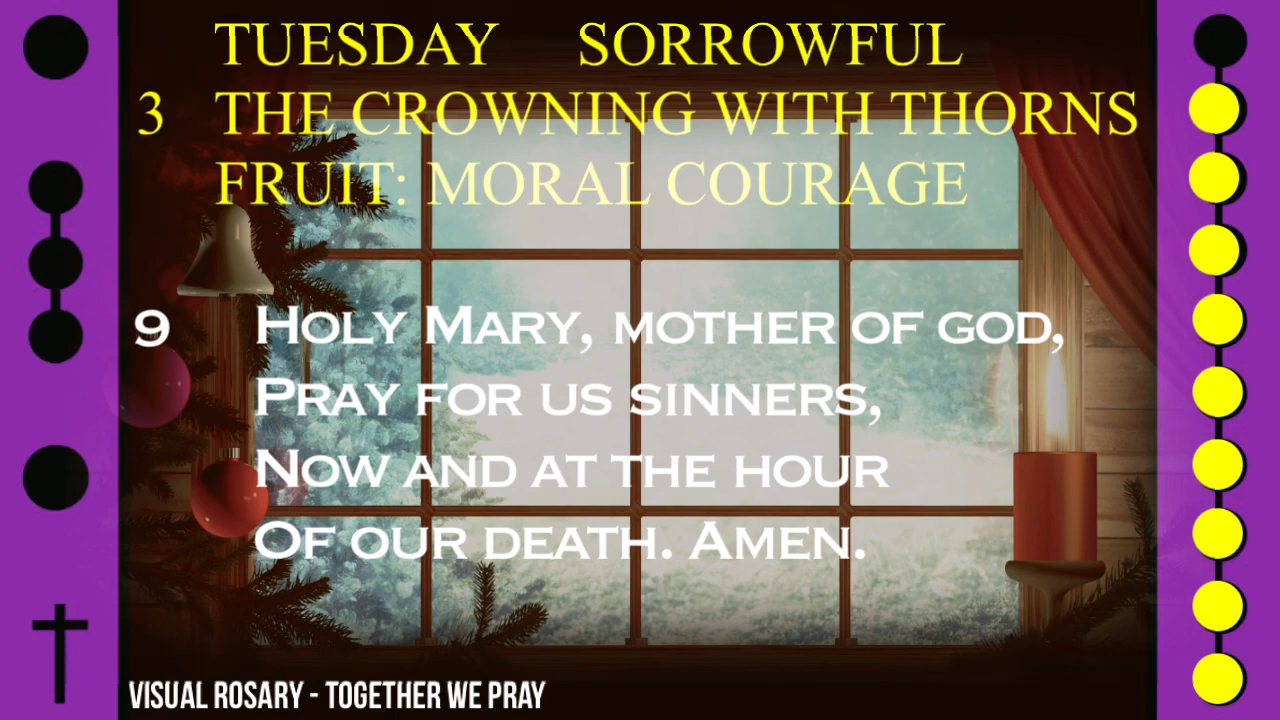 TUESDAY SORROWFUL
3 THE CROWNING WITH THORNS
FRUIT: MORAL COURAGE
9 HOLY MARY, MOTHER OF GOD,
PRAY FOR US SINNERS,
NOW AND AT THE HOUR
OF OUR DEATH. AMEN.
VISUAL ROSARY - TOGETHER WE PRAY